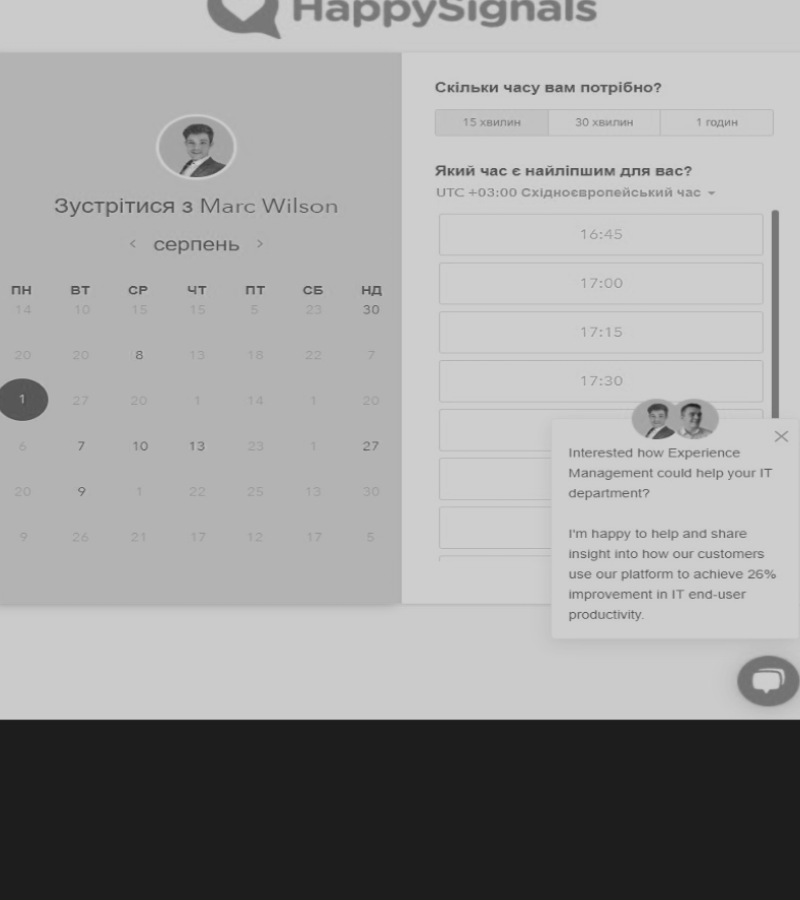 HappySignals
Зустрітися з Marc Wilson
серпень
ПН ВТ СР ЧТ ПТ СБ НД
14 10 15 15 5 23 30
20 20 8 13 18 22 7
1 27 20 1 14 1 20
6 7 10 13 23 1 27
20 9 1 22 25 13 30
9 26 21 17 12 17 5
Скільки часу вам потрібно?
15 хвилин 30 хвилин 1 годин
Який час є найліпшим для вас?
UTC +03:00 Східноєвропейський час
16:45
17:00
17:15
17:30
Interested how Experience
Management could help your IT
department?
I'm happy to help and share
insight into how our customers
use our platform to achieve 26%
improvement in IT end-user
productivity.